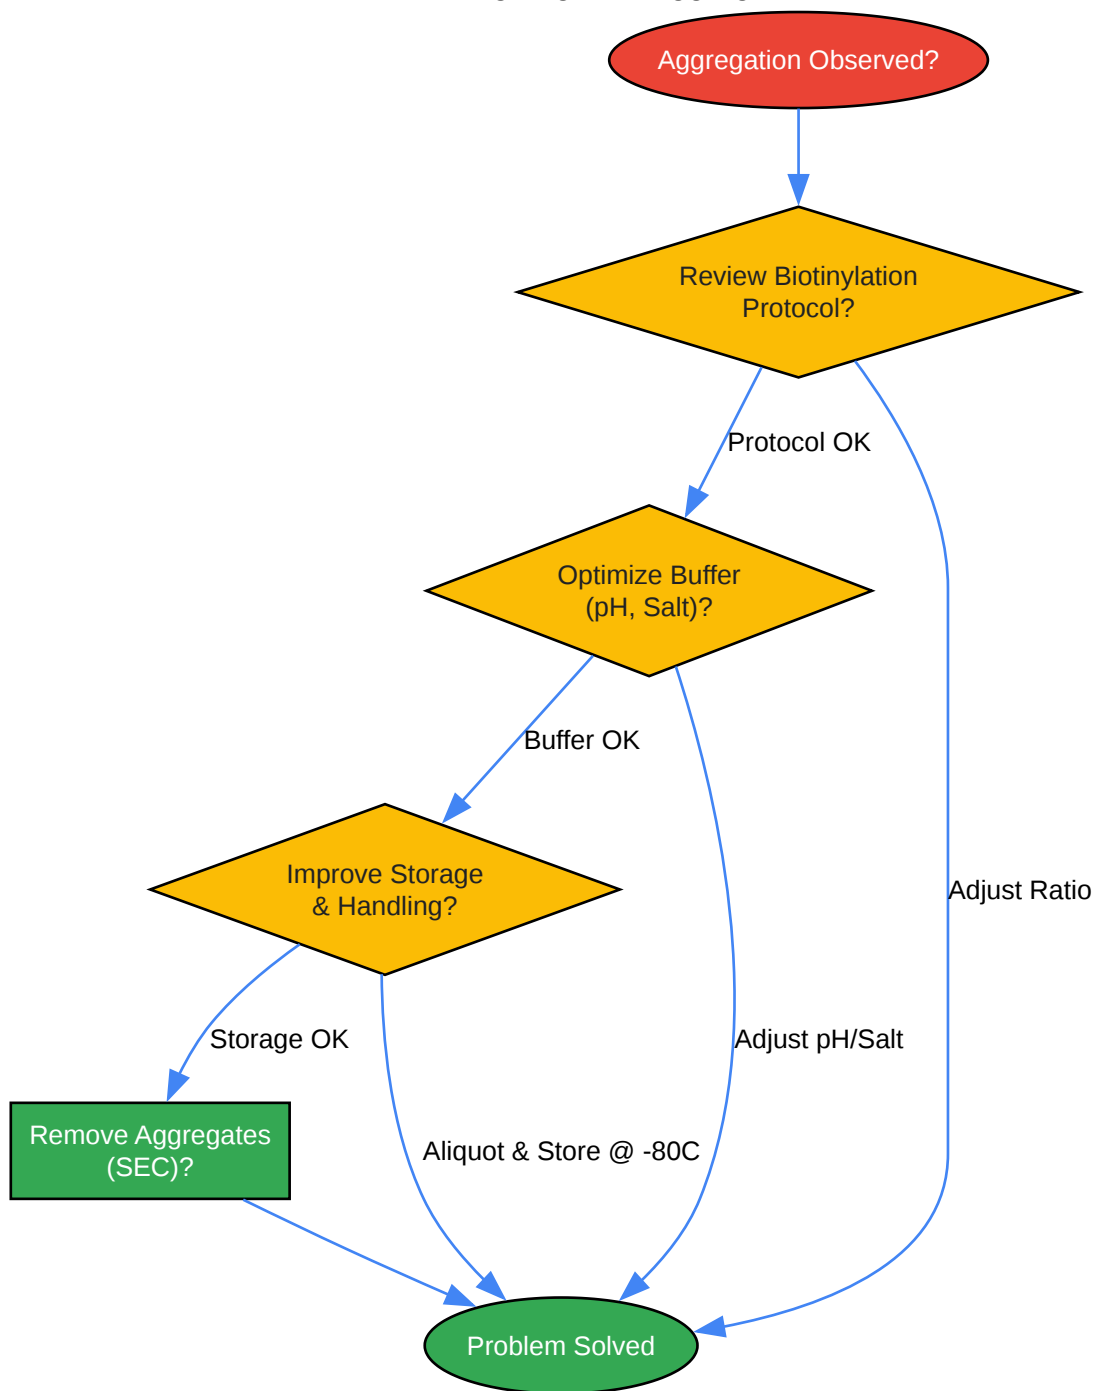 Aggregation Observed?
Review Biotinylation
Protocol?
Protocol OK
Optimize Buffer
(pH, Salt)?
Buffer OK
Improve Storage
& Handling?
Adjust Ratio
Storage OK
Adjust pH/Salt
Remove Aggregates
(SEC)?
Aliquot & Store @ -80C
Problem Solved